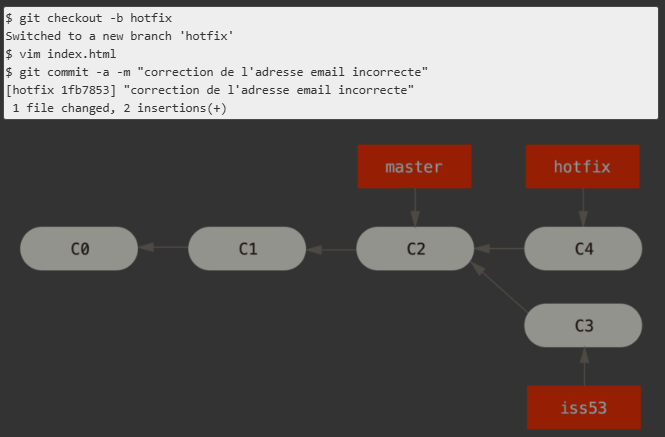 $ git checkout -b hotfix
Switched to a new branch 'hotfix'
$ vim index.html
$ git commit -a -m "correction de l'adresse email incorrecte"
[hotfix 1fb7853] "correction de l'adresse email incorrecte"
1 file changed, 2 insertions(+)
master
hotfix
C0
C1
C2
C4
C3
iss53